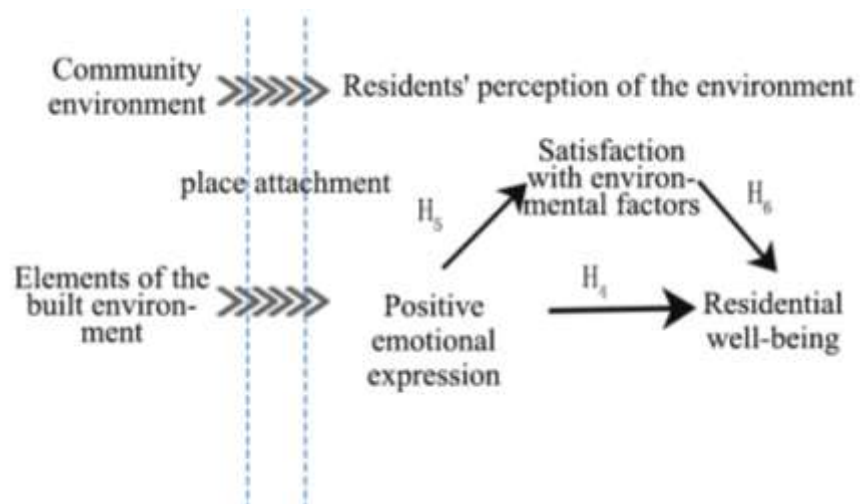 Community
environment
Residents' perception of the environment
place attachment
Satisfaction
with environ-
mental factors
H5
H6
Elements of the
built environ-
ment
H4
Positive
emotional
expression
Residential
well-being